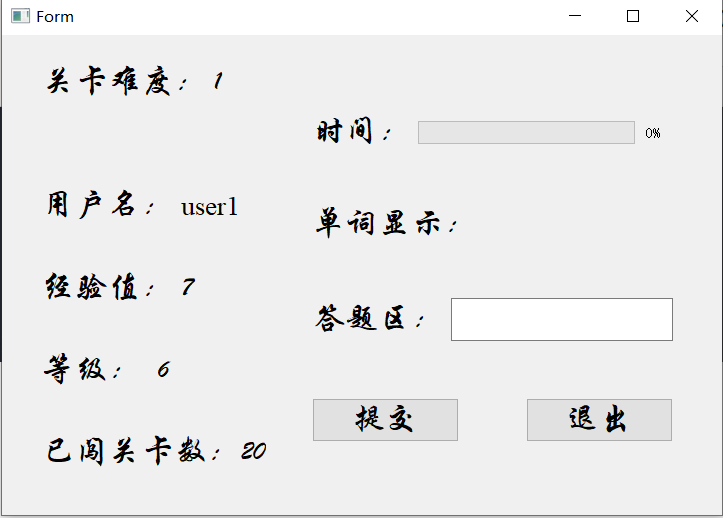 Form
关卡难度： 1
时间： 0%
用户名： user1
单词显示：
经验值： 7
答题区：
等级： 6
提交 退出
已闯关卡数： 20